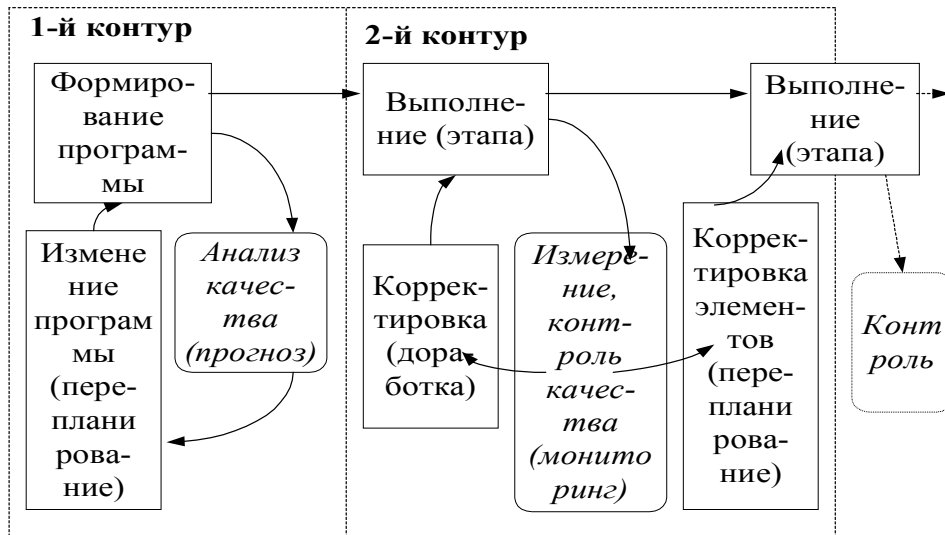 1-й контур
2-й контур
Формиро-
вание
програм-
мы
Выполне-
ние (этапа)
Выполне-
ние
(этапа)
Измене
ние
програм
мы
(пере-
плани
рова-
ние)
Анализ
качес-
тва
(прогноз)
Коррек-
тировка
(дора
ботка)
Измере-
ние,
конт-
роль
качес-
тва
(монито
ринг)
Коррек-
тировка
элемен-
тов
(пере-
плани
рова-
ние)
Конт
роль